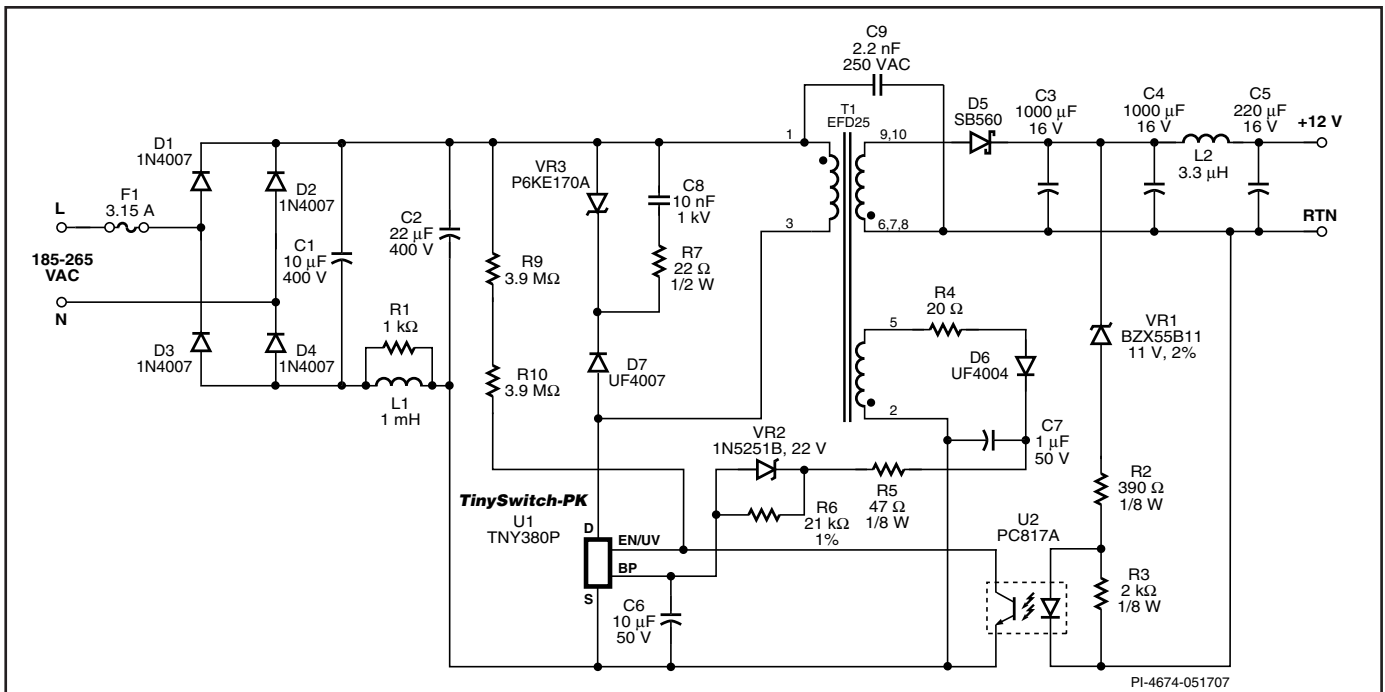 C9
2.2 nF
250 VAC
T1
EFD25
D5
SB560
C3
1000 μF
16 V
C4
1000 μF
16 V
C5
220 μF
16 V
+12 V
L2
3.3 μH
RTN
D1
1N4007
D2
1N4007
F1
3.15 A
L
185-265
VAC
N
C1
10 μF
400 V
C2
22 μF
400 V
D3
1N4007
D4
1N4007
R1
1 kΩ
L1
1 mH
VR3
P6KE170A
C8
10 nF
1 kV
R7
22 Ω
1/2 W
R9
3.9 MΩ
R10
3.9 MΩ
D7
UF4007
1
3
9,10
6,7,8
5
2
R4
20 Ω
D6
UF4004
C7
1 μF
50 V
VR1
BZX55B11
11 V, 2%
VR2
1N5251B, 22 V
R6
21 kΩ
1%
R5
47 Ω
1/8 W
R2
390 Ω
1/8 W
R3
2 kΩ
1/8 W
U2
PC817A
TinySwitch-PK
U1
TNY380P
D
EN/UV
BP
S
C6
10 μF
50 V
PI-4674-051707